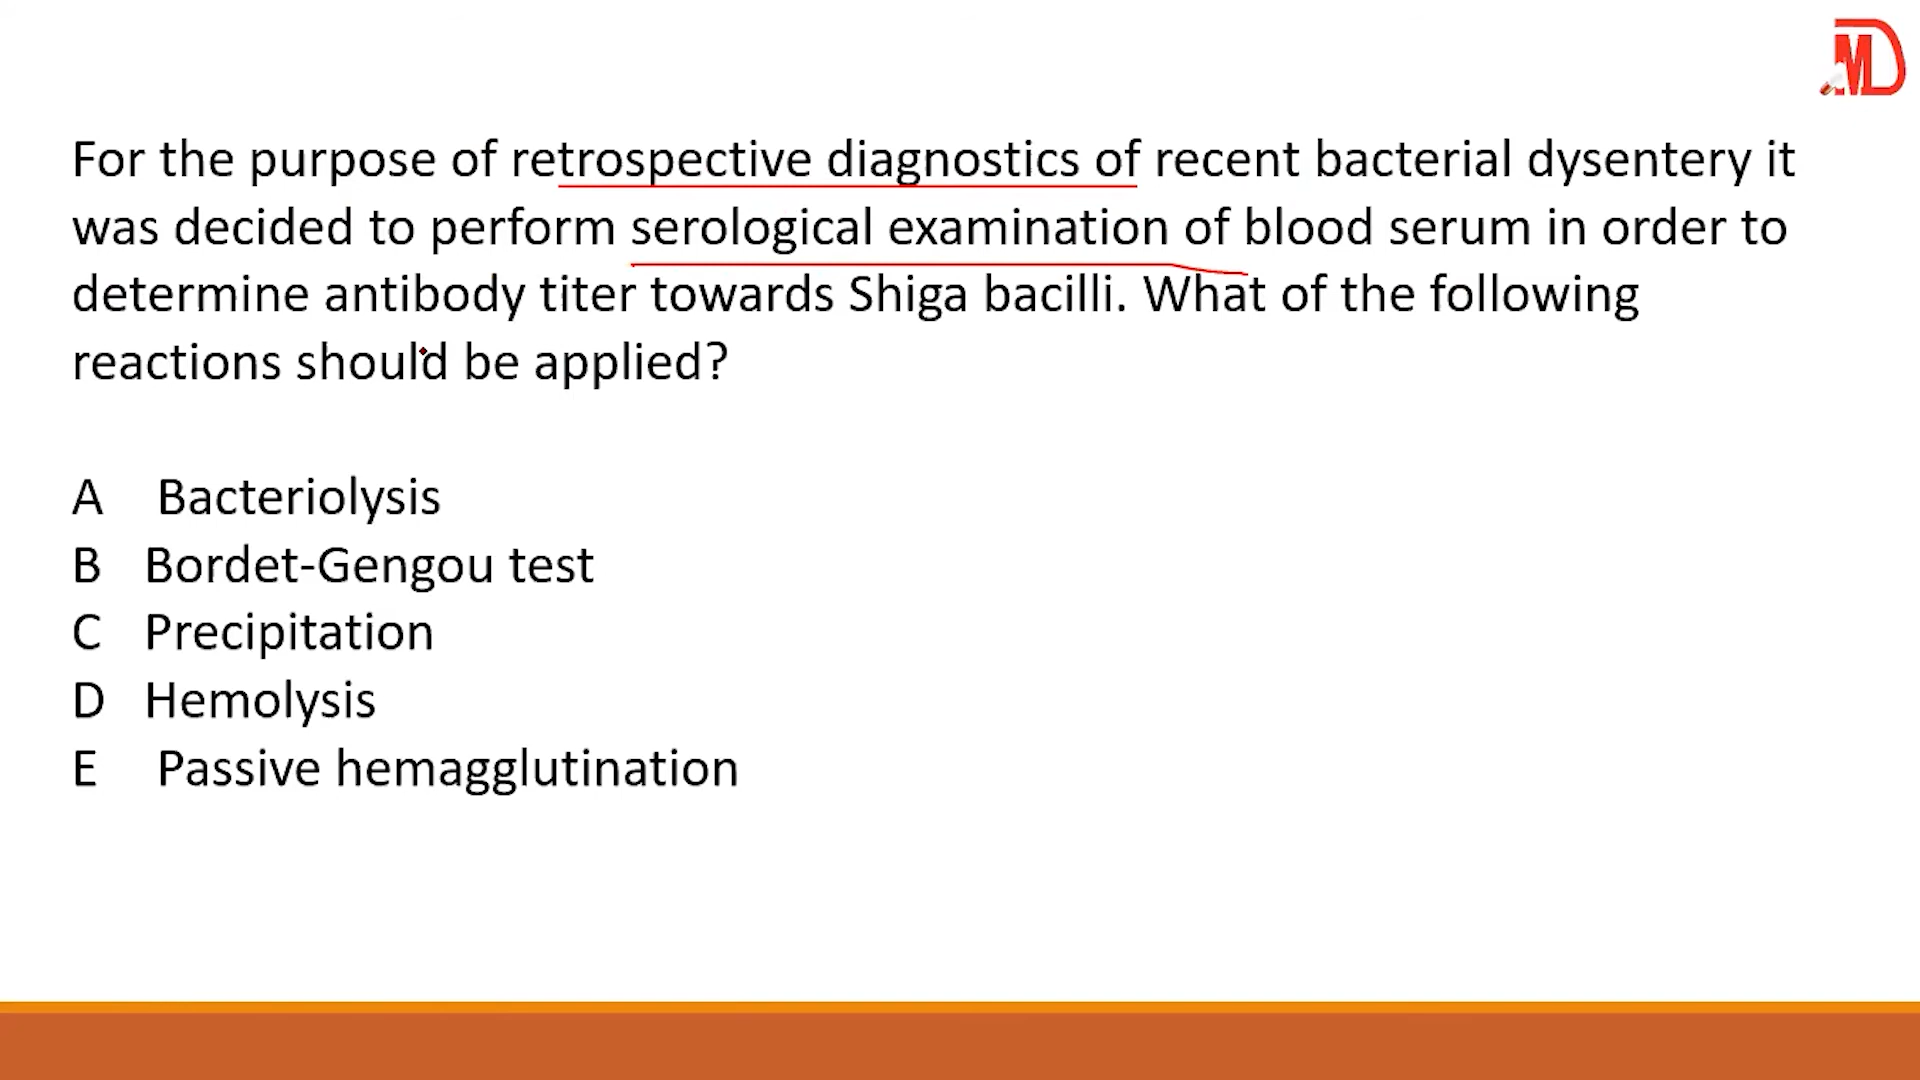 MD
For the purpose of retrospective diagnostics of recent bacterial dysentery it
was decided to perform serological examination of blood serum in order to
determine antibody titer towards Shiga bacilli. What of the following
reactions should be applied?
A Bacteriolysis
B Bordet-Gengou test
C Precipitation
D Hemolysis
E Passive hemagglutination